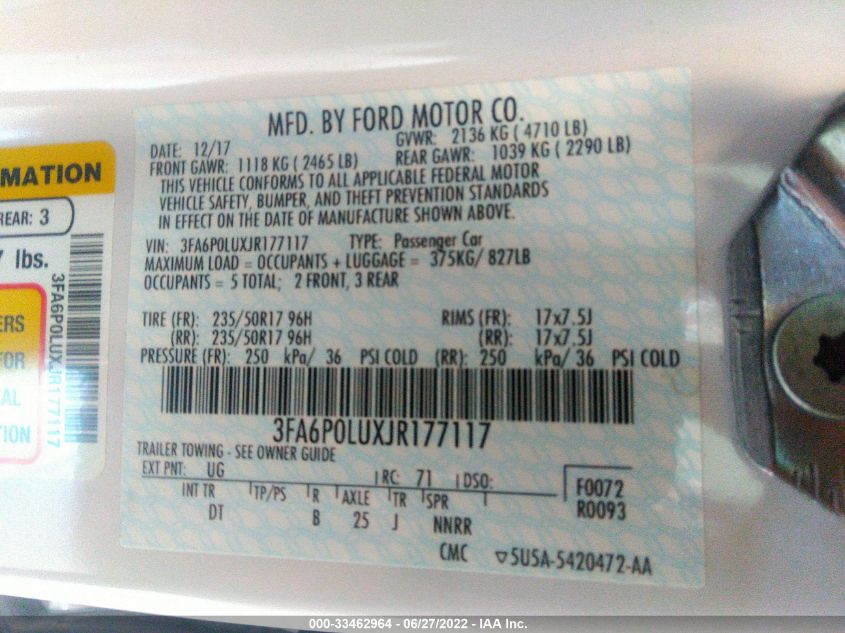 MFD. BY FORD MOTOR CO.
DATE: 12/17 GVWR: 2136 KG ( 4710 LB)
FRONT GAWR: 1118 KG ( 2465 LB) REAR GAWR: 1039 KG ( 2290 LB)
THIS VEHICLE CONFORMS TO ALL APPLICABLE FEDERAL MOTOR
VEHICLE SAFETY, BUMPER, AND THEFT PREVENTION STANDARDS
IN EFFECT ON THE DATE OF MANUFACTURE SHOWN ABOVE.
VIN: 3FA6P0LUXJR177117 TYPE: Passenger Car
MAXIMUM LOAD = OCCUPANTS + LUGGAGE = 375KG/ 827LB
OCCUPANTS = 5 TOTAL; 2 FRONT, 3 REAR
TIRE (FR): 235/50R17 96H RIMS (FR): 17x7.5J
(RR): 235/50R17 96H (RR): 17x7.5J
PRESSURE (FR): 250 kPa/ 36 PSI COLD (RR): 250 kPa/ 36 PSI COLD
3FA6P0LUXJR177117
TRAILER TOWING - SEE OWNER GUIDE
EXT PNT: UG RC: 71 DSO:
INT TR TP/PS R AXLE TR SPR
DT B 25 J NNRR
F0072
R0093
CMC ▽5U5A-5420472-AA
MATION
REAR: 3
7 lbs.
ERS
FOR
AL
TION
3FA6P0LUXJR177117
000-33462964 - 06/27/2022 - IAA Inc.